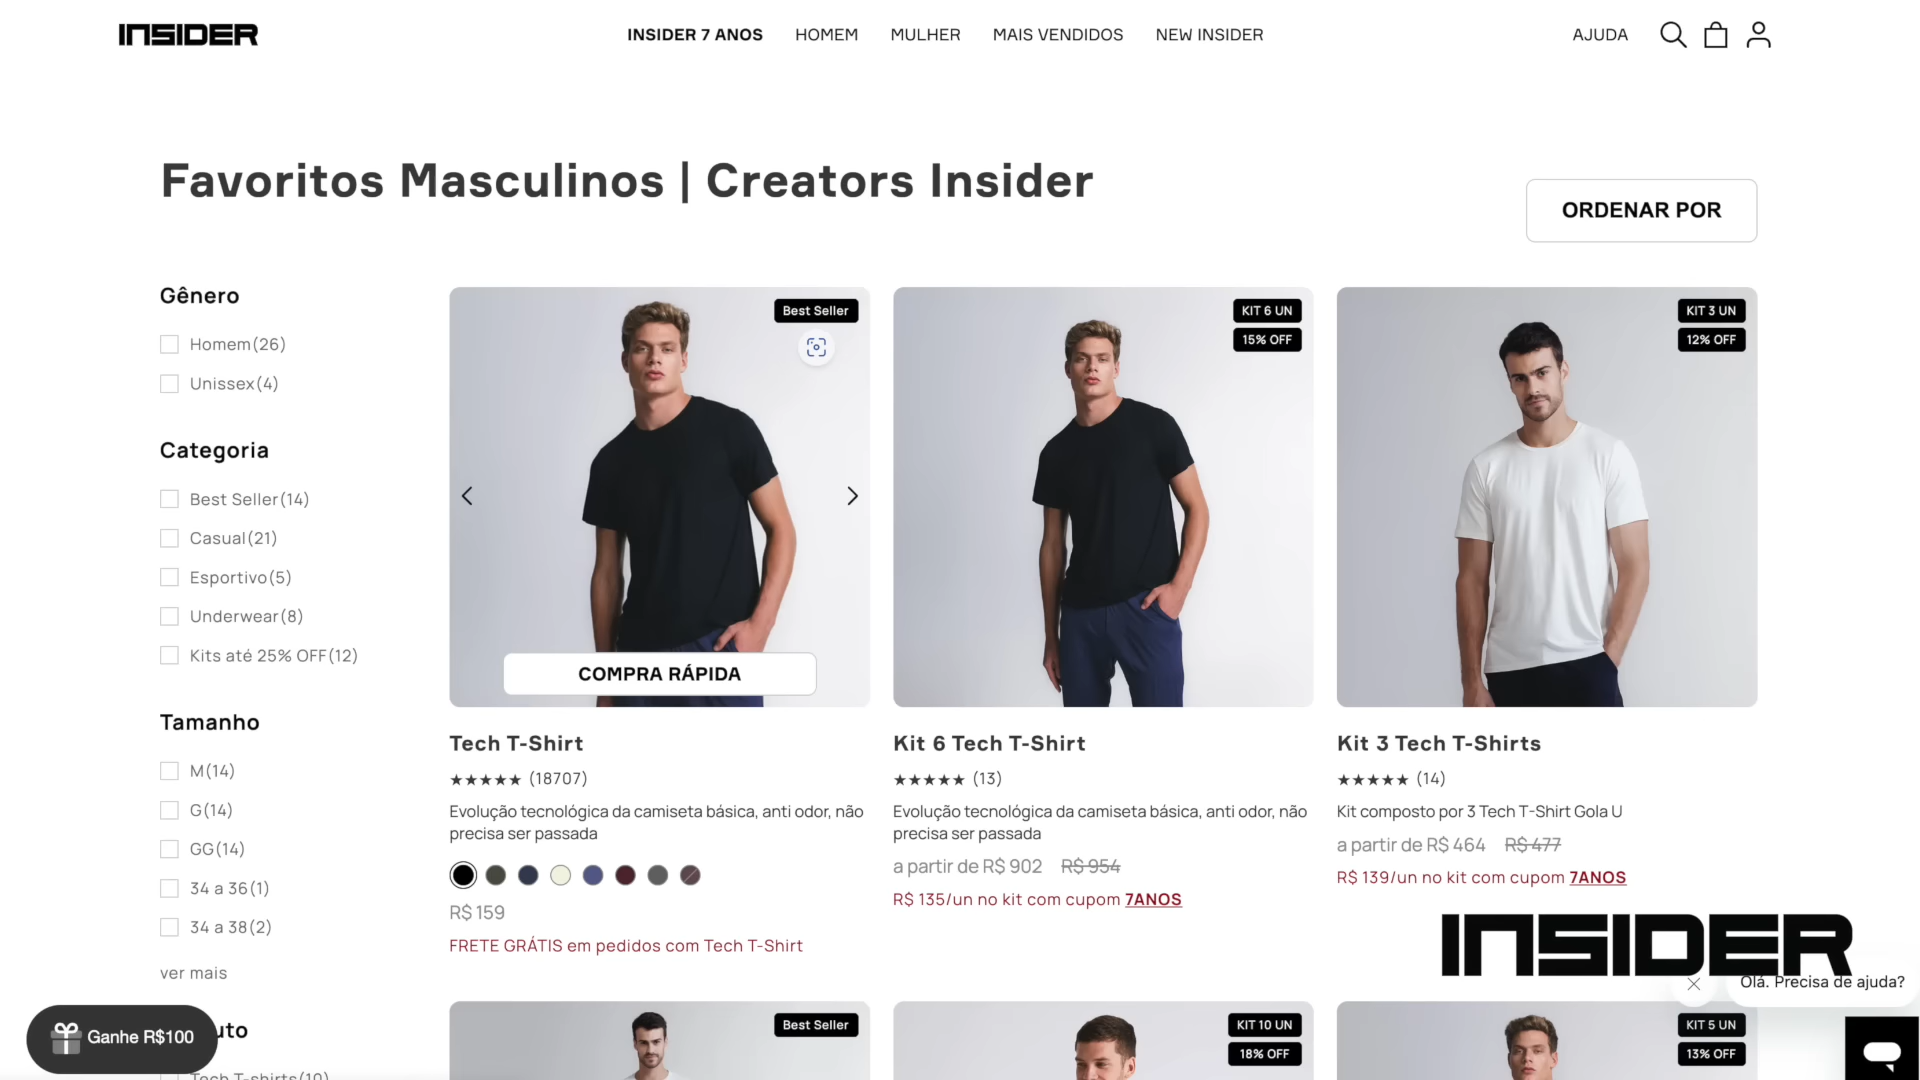 INSIDER
INSIDER 7 ANOS
HOMEM
MULHER
MAIS VENDIDOS
NEW INSIDER
AJUDA
Favoritos Masculinos | Creators Insider
ORDENAR POR
Gênero
Homem(26)
Unissex(4)
Categoria
Best Seller(14)
Casual(21)
Esportivo(5)
Underwear(8)
Kits até 25% OFF(12)
Tamanho
M(14)
G(14)
GG(14)
34 a 36(1)
34 a 38(2)
ver mais
uto
Tech T-shirts(10)
Ganhe R$100
Best Seller
COMPRA RÁPIDA
Tech T-Shirt
★★★★★ (18707)
Evolução tecnológica da camiseta básica, anti odor, não
precisa ser passada
R$ 159
FRETE GRÁTIS em pedidos com Tech T-Shirt
KIT 6 UN
15% OFF
Kit 6 Tech T-Shirt
★★★★★ (13)
Evolução tecnológica da camiseta básica, anti odor, não
precisa ser passada
a partir de R$ 902 R$ 954
R$ 135/un no kit com cupom 7ANOS
KIT 3 UN
12% OFF
Kit 3 Tech T-Shirts
★★★★★ (14)
Kit composto por 3 Tech T-Shirt Gola U
a partir de R$ 464 R$ 477
R$ 139/un no kit com cupom 7ANOS
INSIDER
Olá. Precisa de ajuda?
Best Seller
KIT 10 UN
18% OFF
KIT 5 UN
13% OFF